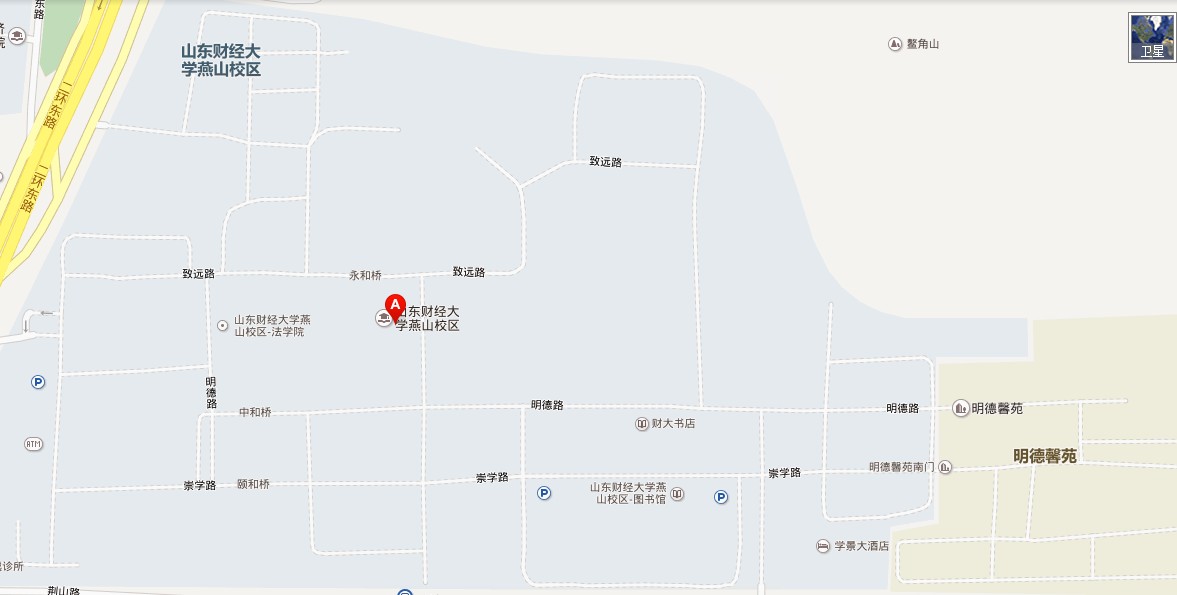 东路
院
二环东路
二环东路
山东财经大
学燕山校区
鳌角山
卫星
致远路
致远路
永和桥
致远路
A
山东财经大
学燕山校区
山东财经大学燕
山校区-法学院
P
明德路
中和桥
明德路
明德路
明德馨苑
财大书店
ATM
明德馨苑
明德馨苑南门
崇学路
崇学路
崇学路
颐和桥
P
山东财经大学燕
山校区-图书馆
P
学景大酒店
诊所
荆山路